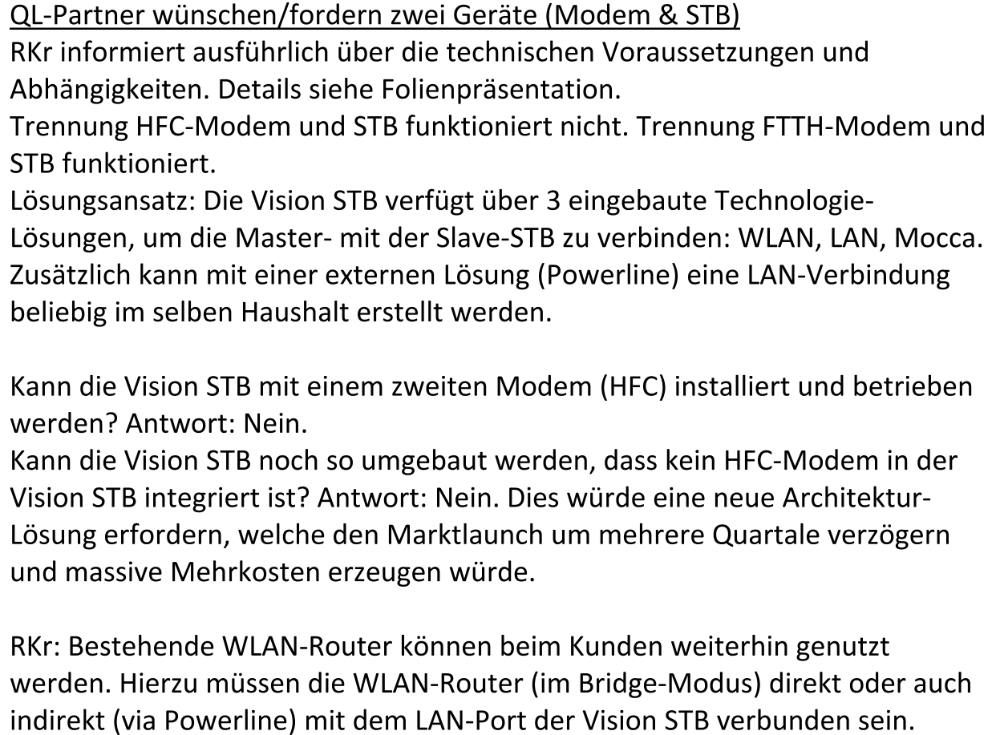 QL-Partner wünschen/fordern zwei Geräte (Modem & STB)
RKr informiert ausführlich über die technischen Voraussetzungen und
Abhängigkeiten. Details siehe Folienpräsentation.
Trennung HFC-Modem und STB funktioniert nicht. Trennung FTTH-Modem und
STB funktioniert.
Lösungsansatz: Die Vision STB verfügt über 3 eingebaute Technologie-
Lösungen, um die Master- mit der Slave-STB zu verbinden: WLAN, LAN, Mocca.
Zusätzlich kann mit einer externen Lösung (Powerline) eine LAN-Verbindung
beliebig im selben Haushalt erstellt werden.
Kann die Vision STB mit einem zweiten Modem (HFC) installiert und betrieben
werden? Antwort: Nein.
Kann die Vision STB noch so umgebaut werden, dass kein HFC-Modem in der
Vision STB integriert ist? Antwort: Nein. Dies würde eine neue Architektur-
Lösung erfordern, welche den Marktlaunch um mehrere Quartale verzögern
und massive Mehrkosten erzeugen würde.
RKr: Bestehende WLAN-Router können beim Kunden weiterhin genutzt
werden. Hierzu müssen die WLAN-Router (im Bridge-Modus) direkt oder auch
indirekt (via Powerline) mit dem LAN-Port der Vision STB verbunden sein.